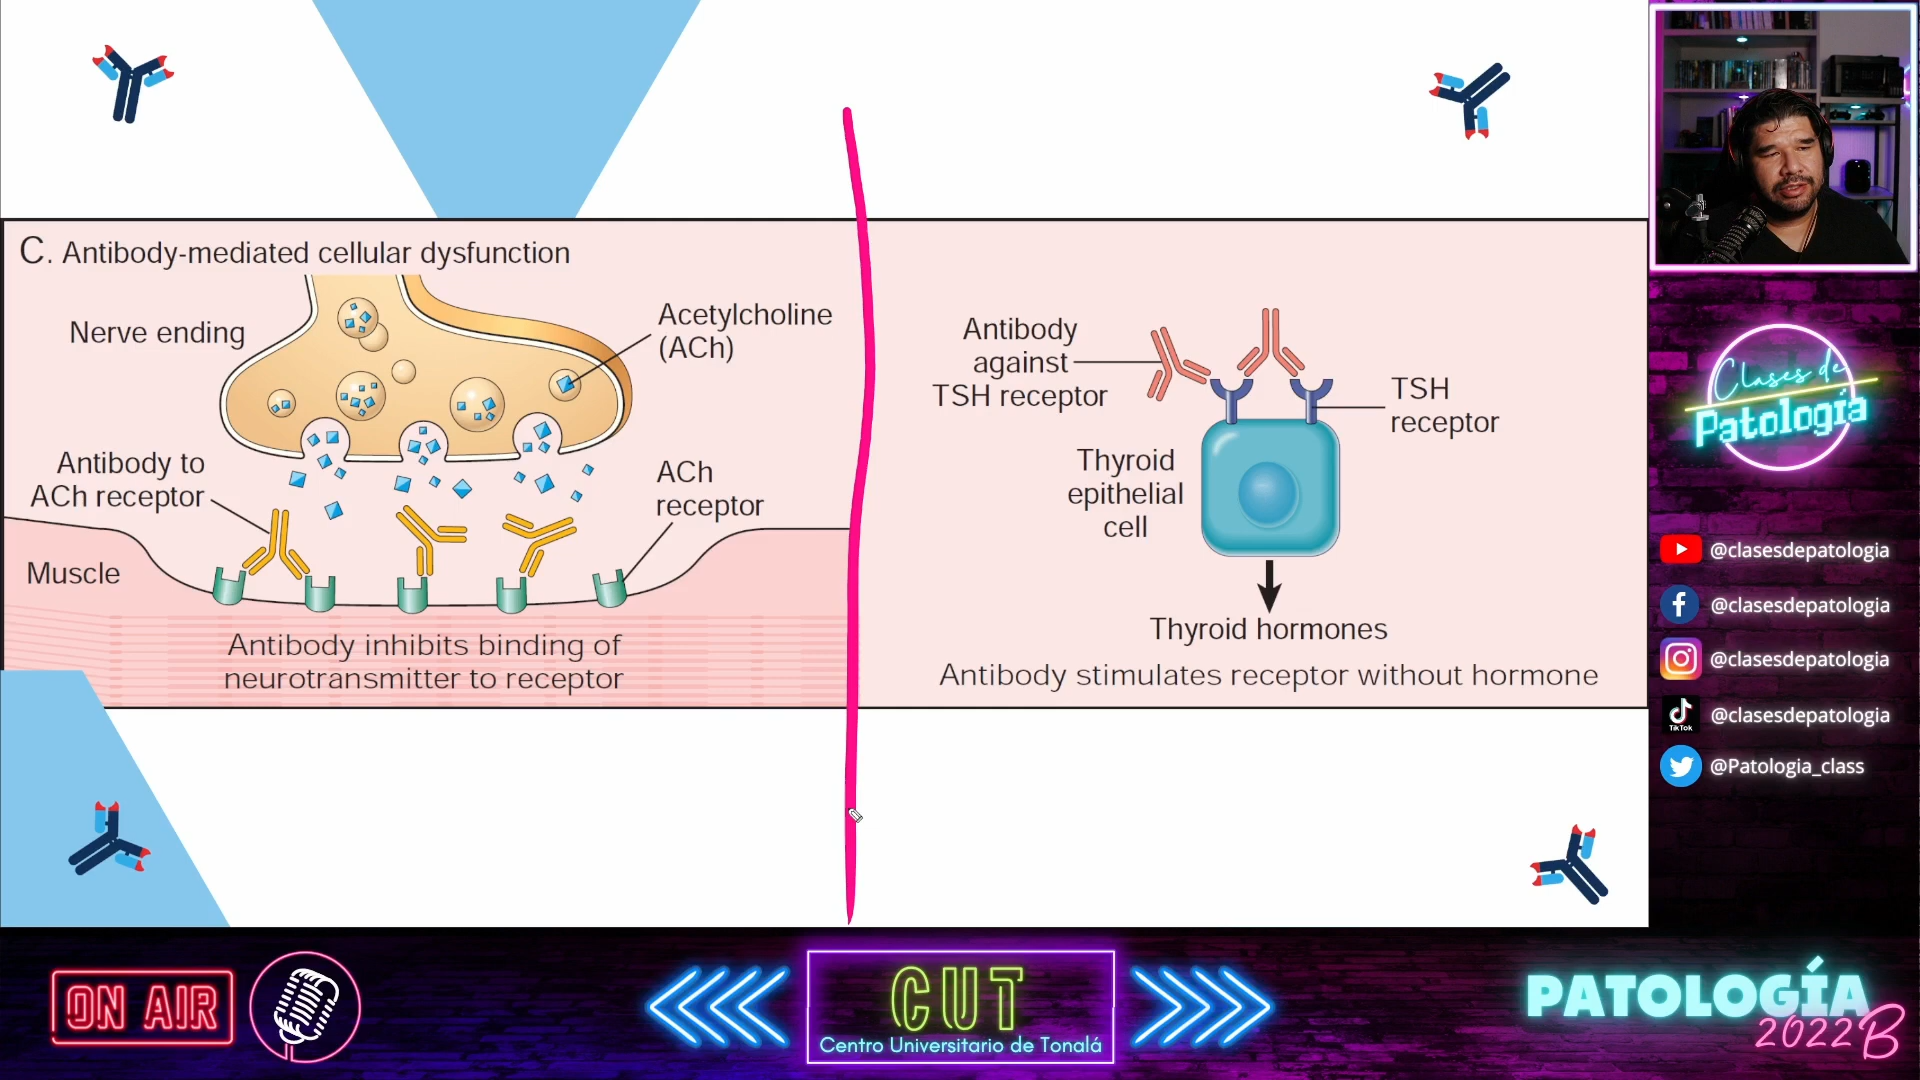 C. Antibody-mediated cellular dysfunction
Nerve ending
Acetylcholine
(ACh)
Antibody to
ACh receptor
ACh
receptor
Muscle
Antibody inhibits binding of
neurotransmitter to receptor
Antibody
against
TSH receptor
TSH
receptor
Thyroid
epithelial
cell
Thyroid hormones
Antibody stimulates receptor without hormone
Clases de
Patología
@clasesdepatologia
@clasesdepatologia
@clasesdepatologia
TikTok
@clasesdepatologia
@Patologia_class
ON AIR
CUT
Centro Universitario de Tonalá
PATOLOGÍA
2022B